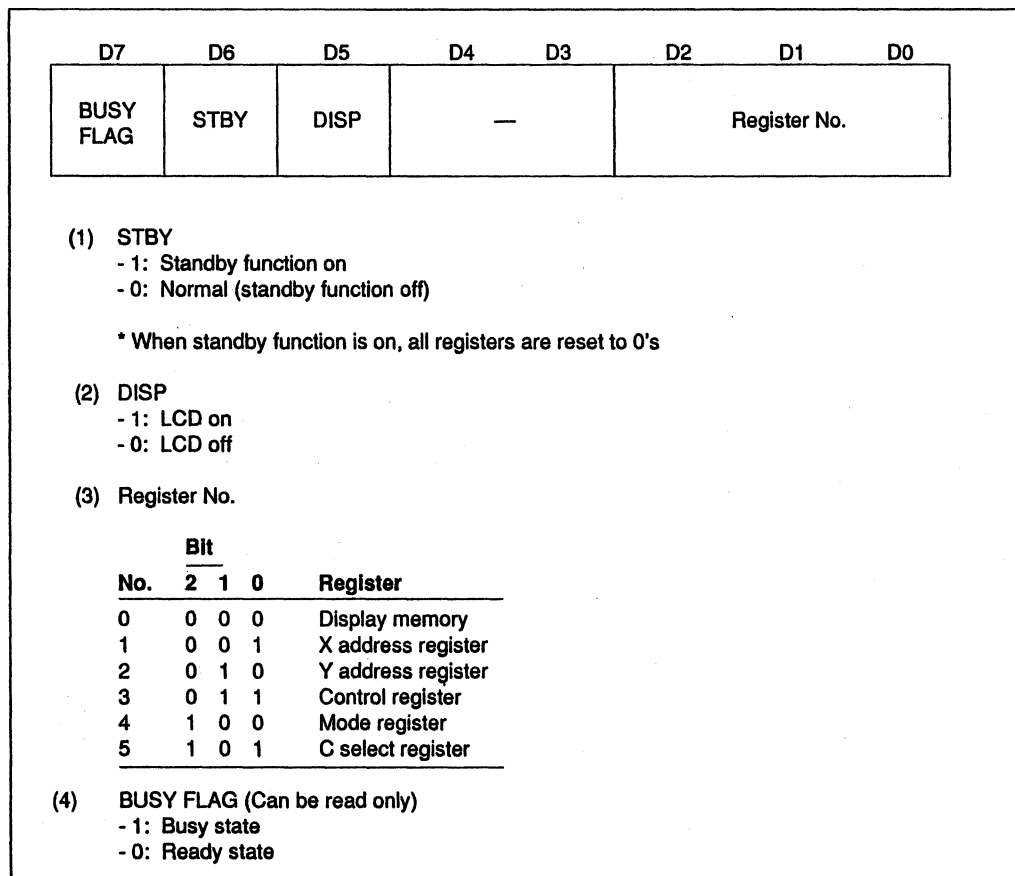 D7 D6 D5 D4 D3 D2 D1 D0
BUSY FLAG STBY DISP — Register No.
(1) STBY
- 1: Standby function on
- 0: Normal (standby function off)
* When standby function is on, all registers are reset to 0's
(2) DISP
- 1: LCD on
- 0: LCD off
(3) Register No.
Bit
No. 2 1 0 Register
0 0 0 0 Display memory
1 0 0 1 X address register
2 0 1 0 Y address register
3 0 1 1 Control register
4 1 0 0 Mode register
5 1 0 1 C select register
(4) BUSY FLAG (Can be read only)
- 1: Busy state
- 0: Ready state